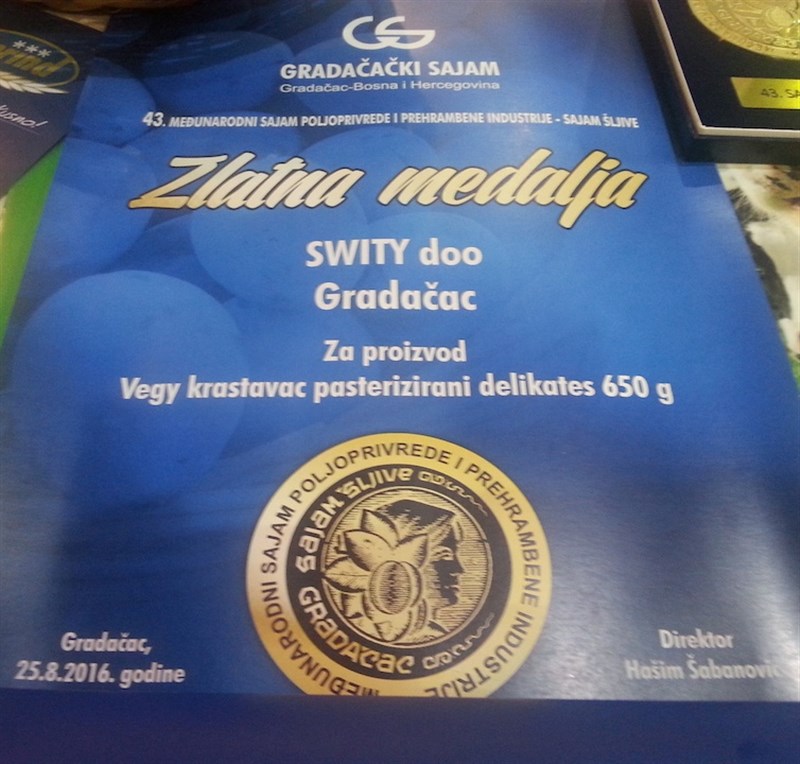 GRADAČAČKI SAJAM
Gradačac-Bosna i Hercegovina
43. MEĐUNARODNI SAJAM POLJOPRIVREDE I PREHRAMBENE INDUSTRIJE - SAJAM ŠLJIVE
Zlatna medalja
SWITY doo
Gradačac
Za proizvod
Vegy krastavac pasterizirani delikates 650 g
MEĐUNARODNI SAJAM POLJOPRIVREDE I PREHRAMBENE INDUSTRIJE
SAJAM ŠLJIVE
GRADAČAC
Gradačac,
25.8.2016. godine
Direktor
Hašim Šabanović
43. SA